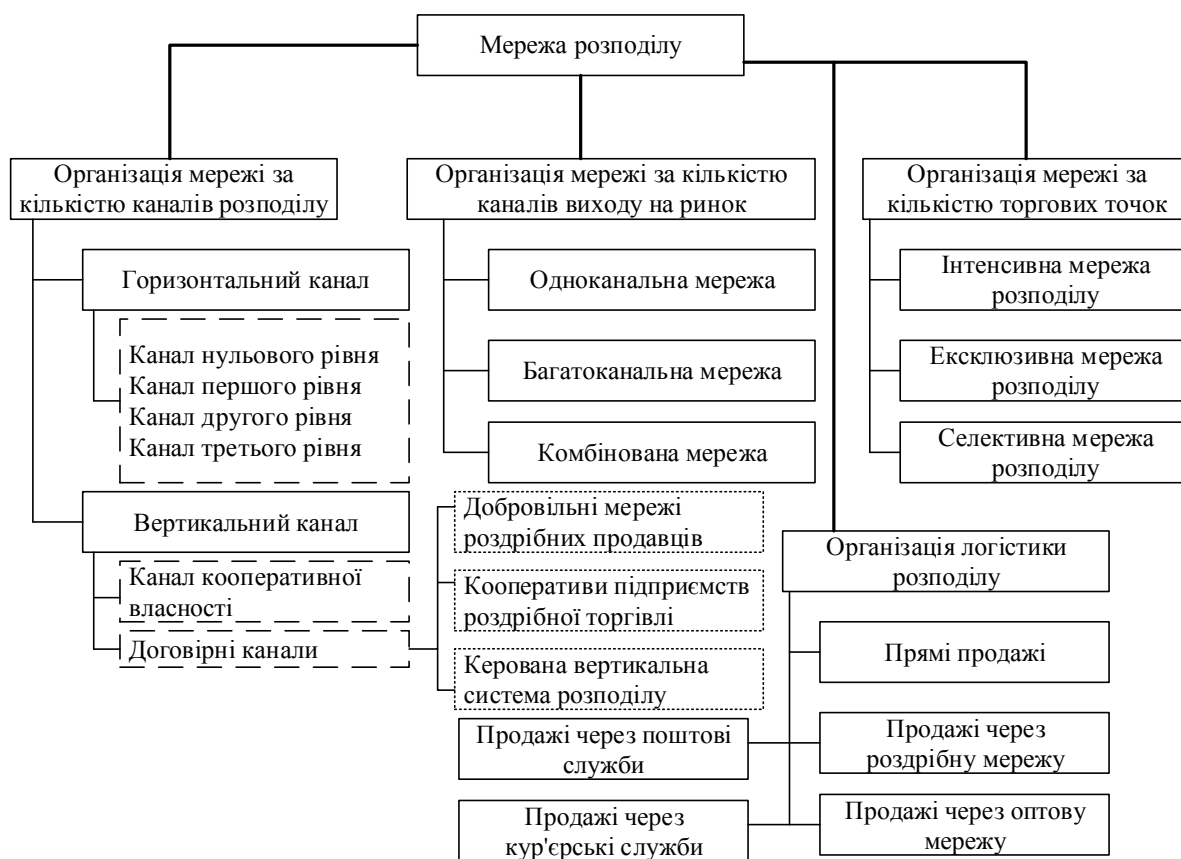 Мережа розподілу
Організація мережі за
кількістю каналів розподілу
Горизонтальний канал
Канал нульового рівня
Канал першого рівня
Канал другого рівня
Канал третього рівня
Вертикальний канал
Канал кооперативної
власності
Договірні канали
Добровільні мережі
роздрібних продавців
Кооперативи підприємств
роздрібної торгівлі
Керована вертикальна
система розподілу
Організація мережі за кількістю
каналів виходу на ринок
Одноканальна мережа
Багатоканальна мережа
Комбінована мережа
Організація мережі за
кількістю торгових точок
Інтенсивна мережа
розподілу
Ексклюзивна мережа
розподілу
Селективна мережа
розподілу
Організація логістики
розподілу
Прямі продажі
Продажі через поштові
служби
Продажі через
роздрібну мережу
Продажі через
кур'єрські служби
Продажі через оптову
мережу